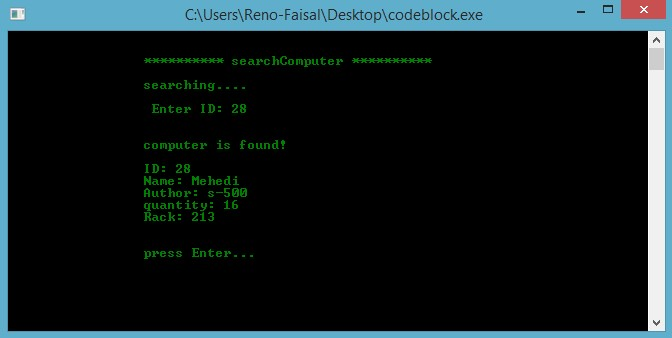 C:\Users\Reno-Faisal\Desktop\codeblock.exe
********** searchComputer **********
searching....
Enter ID: 28
computer is found!
ID: 28
Name: Mehedi
Author: s-500
quantity: 16
Rack: 213
press Enter...